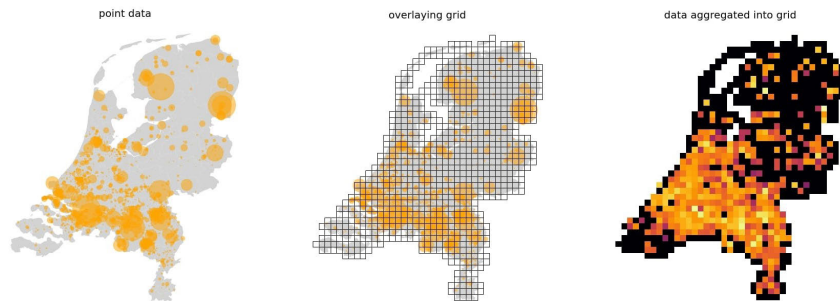 point data
overlaying grid
data aggregated into grid